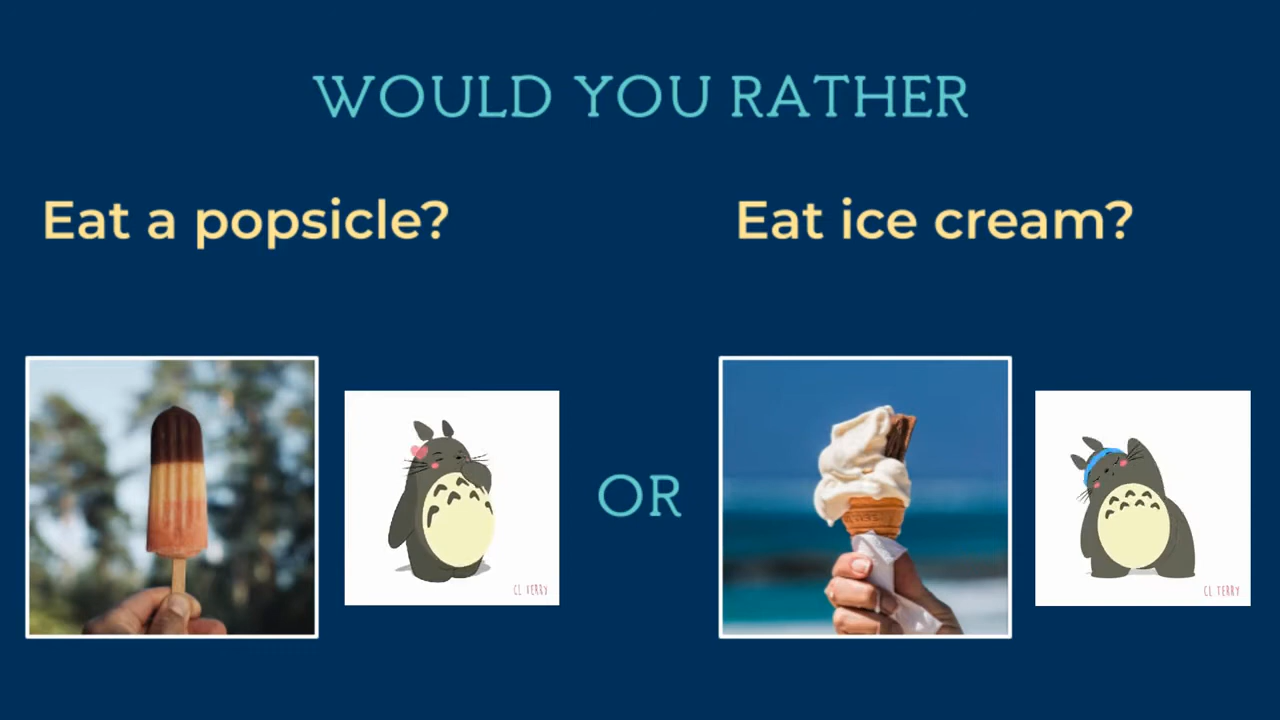 WOULD YOU RATHER
Eat a popsicle?
Eat ice cream?
OR
CL TERRY
CL TERRY